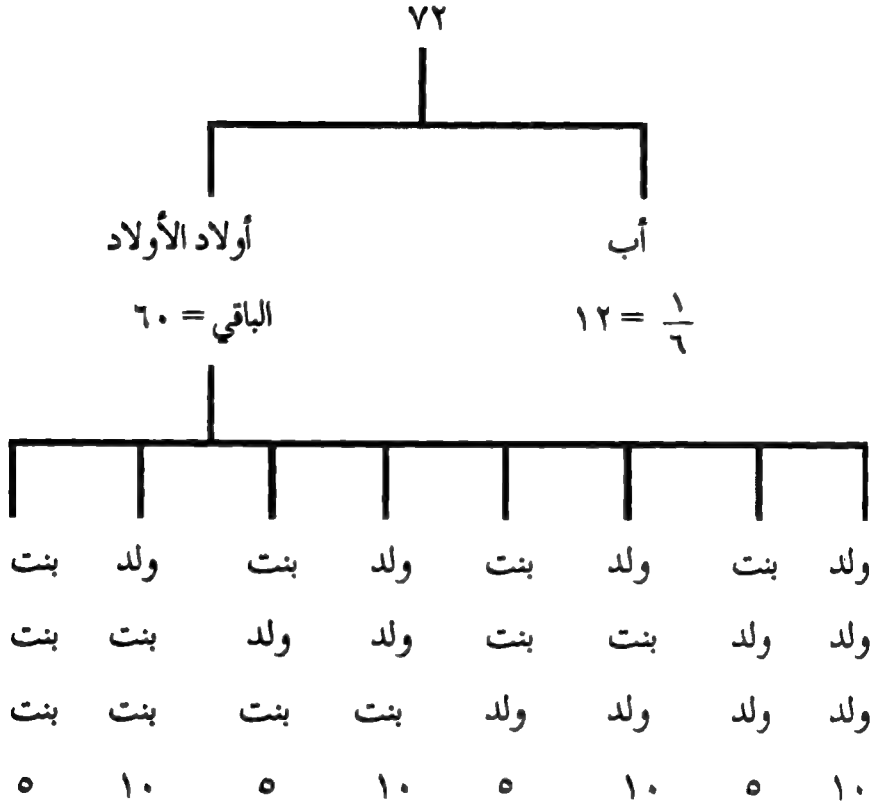 ٧٢
أب أولاد الأولاد
١/٦ = ١٢ الباقي = ٦٠
ولد بنت ولد بنت ولد بنت ولد بنت
ولد ولد بنت بنت ولد ولد بنت بنت
ولد ولد ولد ولد بنت بنت بنت بنت
١٠ ٥ ١٠ ٥ ١٠ ٥ ١٠ ٥